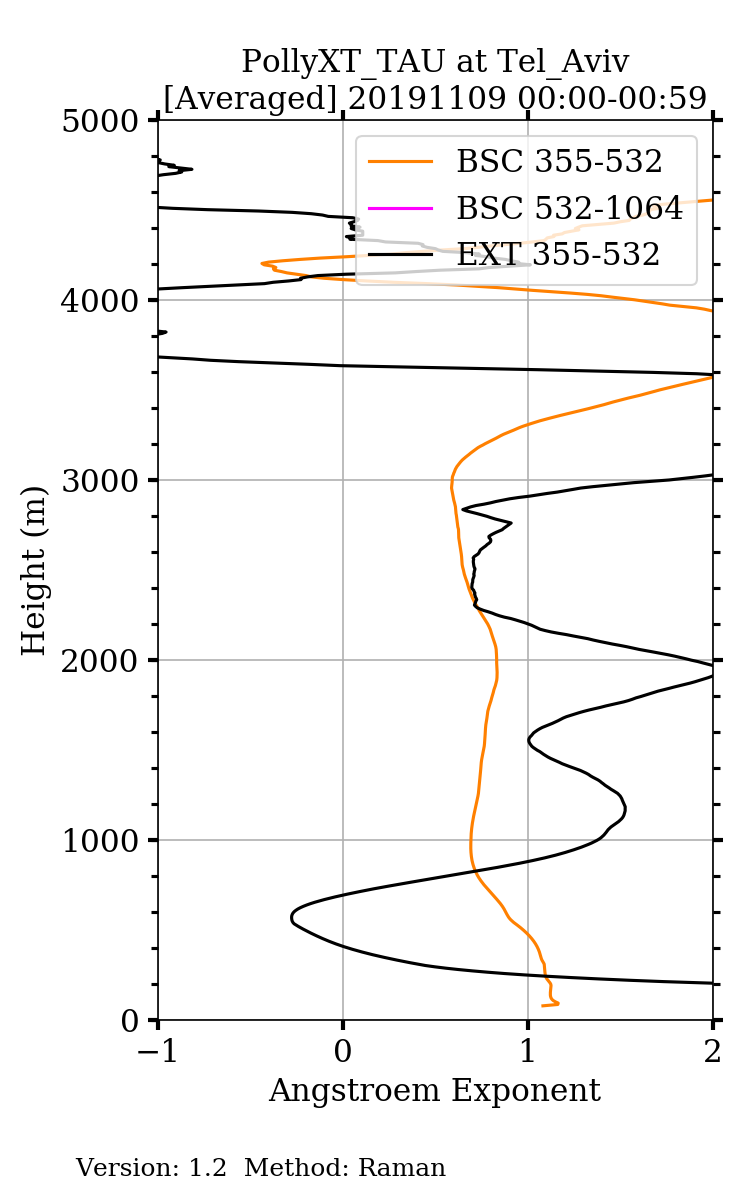 PollyXT_TAU at Tel_Aviv
[Averaged] 20191109 00:00-00:59
5000
BSC 355-532
BSC 532-1064
EXT 355-532
4000
3000
Height (m)
2000
1000
0
−1 0 1 2
Angstroem Exponent
Version: 1.2 Method: Raman